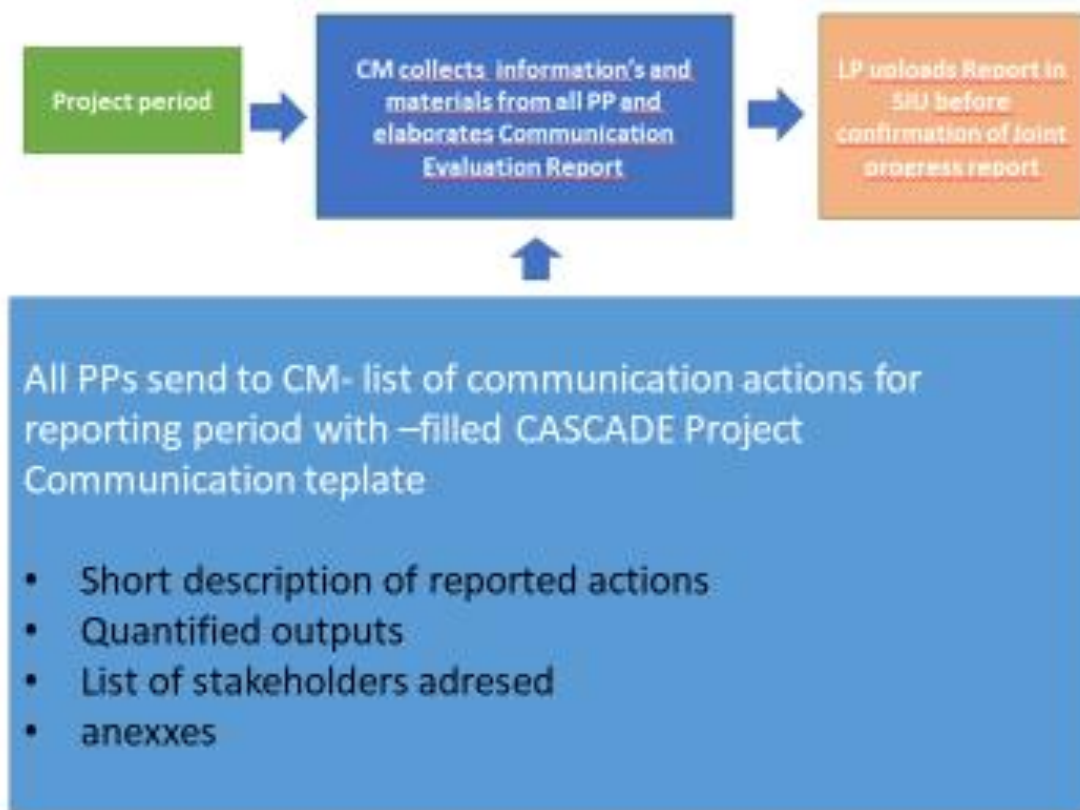 Project period
CM collects information's and
materials from all PP and
elaborates Communication
Evaluation Report
LP uploads Report in
SIU before
confirmation of Joint
progress report
All PPs send to CM- list of communication actions for
reporting period with –filled CASCADE Project
Communication teplate
• Short description of reported actions
• Quantified outputs
• List of stakeholders adresed
• anexxes